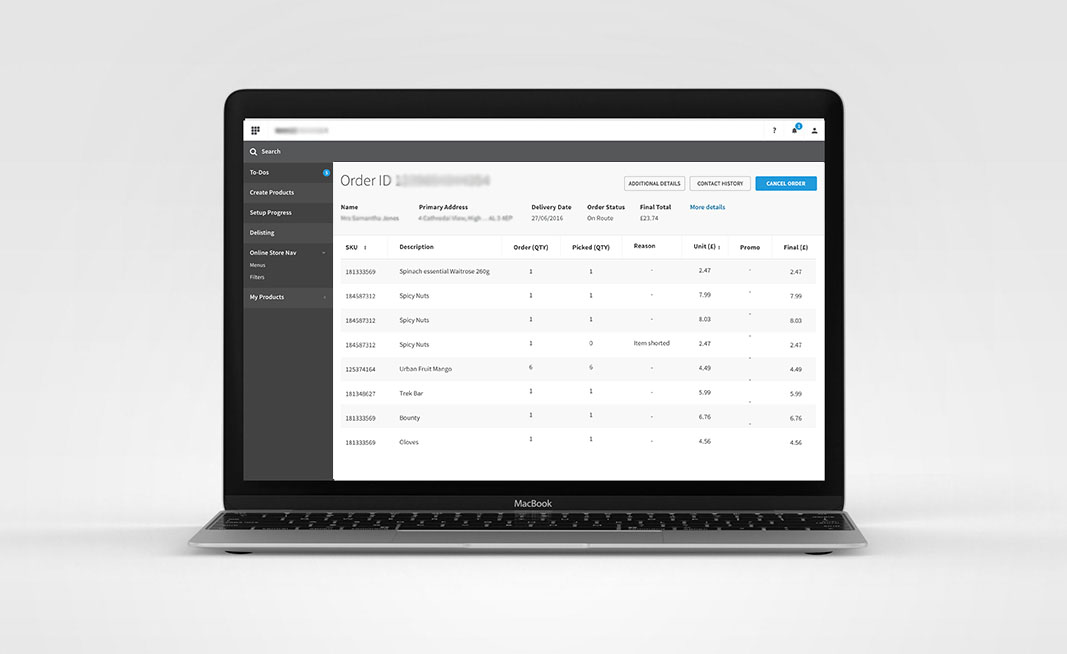 ?
1
Search
To-Dos 3
Create Products
Setup Progress
Delisting
Online Store Nav
Menus
Filters
My Products
Order ID
ADDITIONAL DETAILS CONTACT HISTORY CANCEL ORDER
Name Primary Address Delivery Date Order Status Final Total More details
Mrs Samantha Jones 4 Cathredal View, High ... AL 3 4EP 27/06/2016 On Route £23.74
SKU Description Order (QTY) Picked (QTY) Reason Unit (£) Promo Final (£)
181333569 Spinach essential Waitrose 260g 1 1 - 2.47 - 2.47
184587312 Spicy Nuts 1 1 - 7.99 - 7.99
184587312 Spicy Nuts 1 1 - 8.03 - 8.03
184587312 Spicy Nuts 1 0 Item shorted 2.47 - 2.47
125374164 Urban Fruit Mango 6 6 - 4.49 - 4.49
181348627 Trek Bar 1 1 - 5.99 - 5.99
181333569 Bounty 1 1 - 6.76 - 6.76
181333569 Oloves 1 1 - 4.56 4.56
MacBook